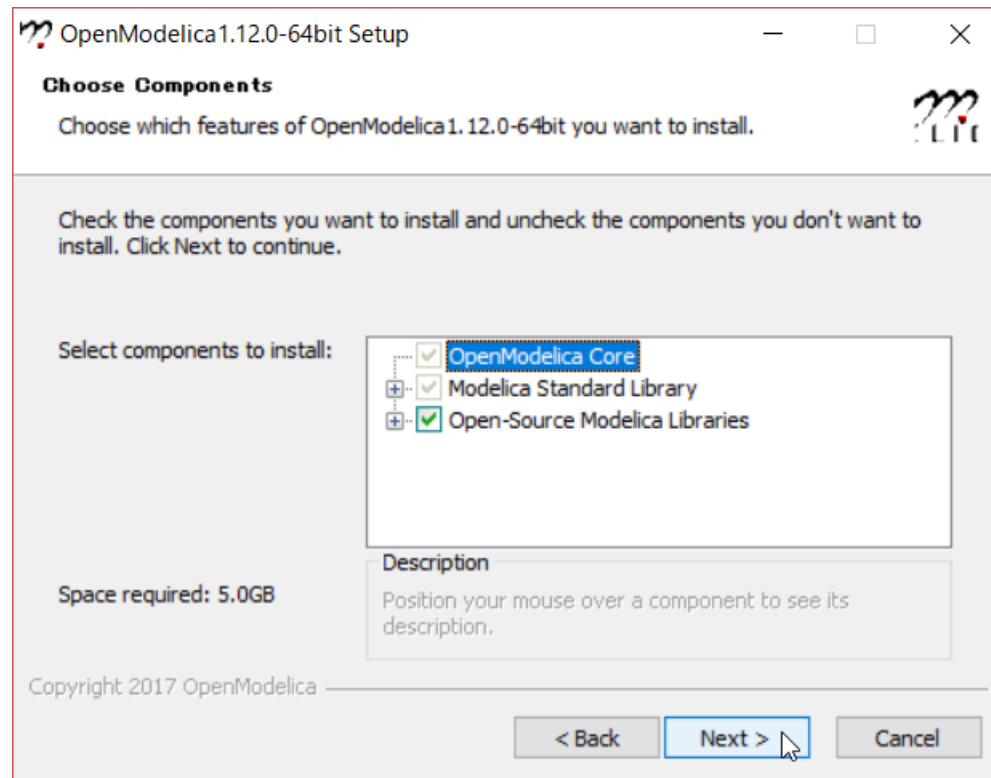 OpenModelica1.12.0-64bit Setup
Choose Components
Choose which features of OpenModelica1.12.0-64bit you want to install.
Check the components you want to install and uncheck the components you don't want to
install. Click Next to continue.
Select components to install:
OpenModelica Core
Modelica Standard Library
Open-Source Modelica Libraries
Space required: 5.0GB
Description
Position your mouse over a component to see its
description.
Copyright 2017 OpenModelica
< Back
Next >
Cancel